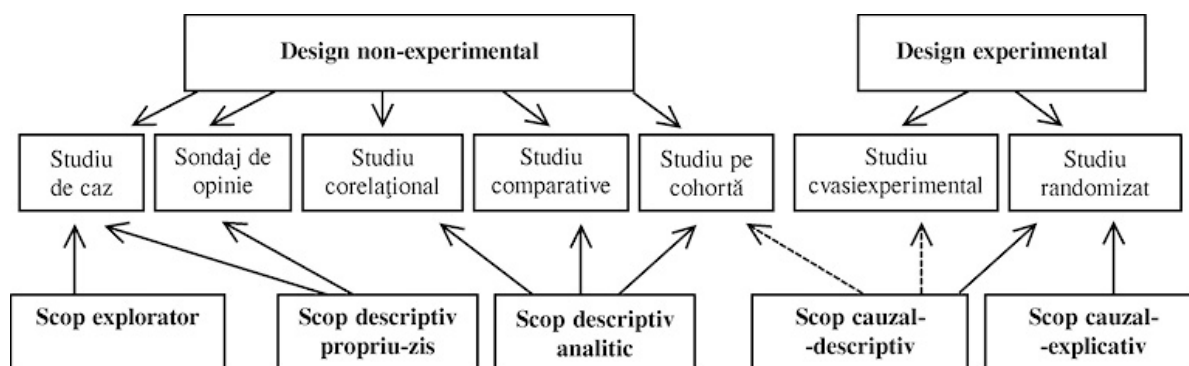 Design non-experimental
Design experimental
Studiu
de caz
Sondaj de
opinie
Studiu
corelaţional
Studiu
comparative
Studiu pe
cohortă
Studiu
cvasiexperimental
Studiu
randomizat
Scop explorator
Scop descriptiv
propriu-zis
Scop descriptiv
analitic
Scop cauzal-
-descriptiv
Scop cauzal-
-explicativ